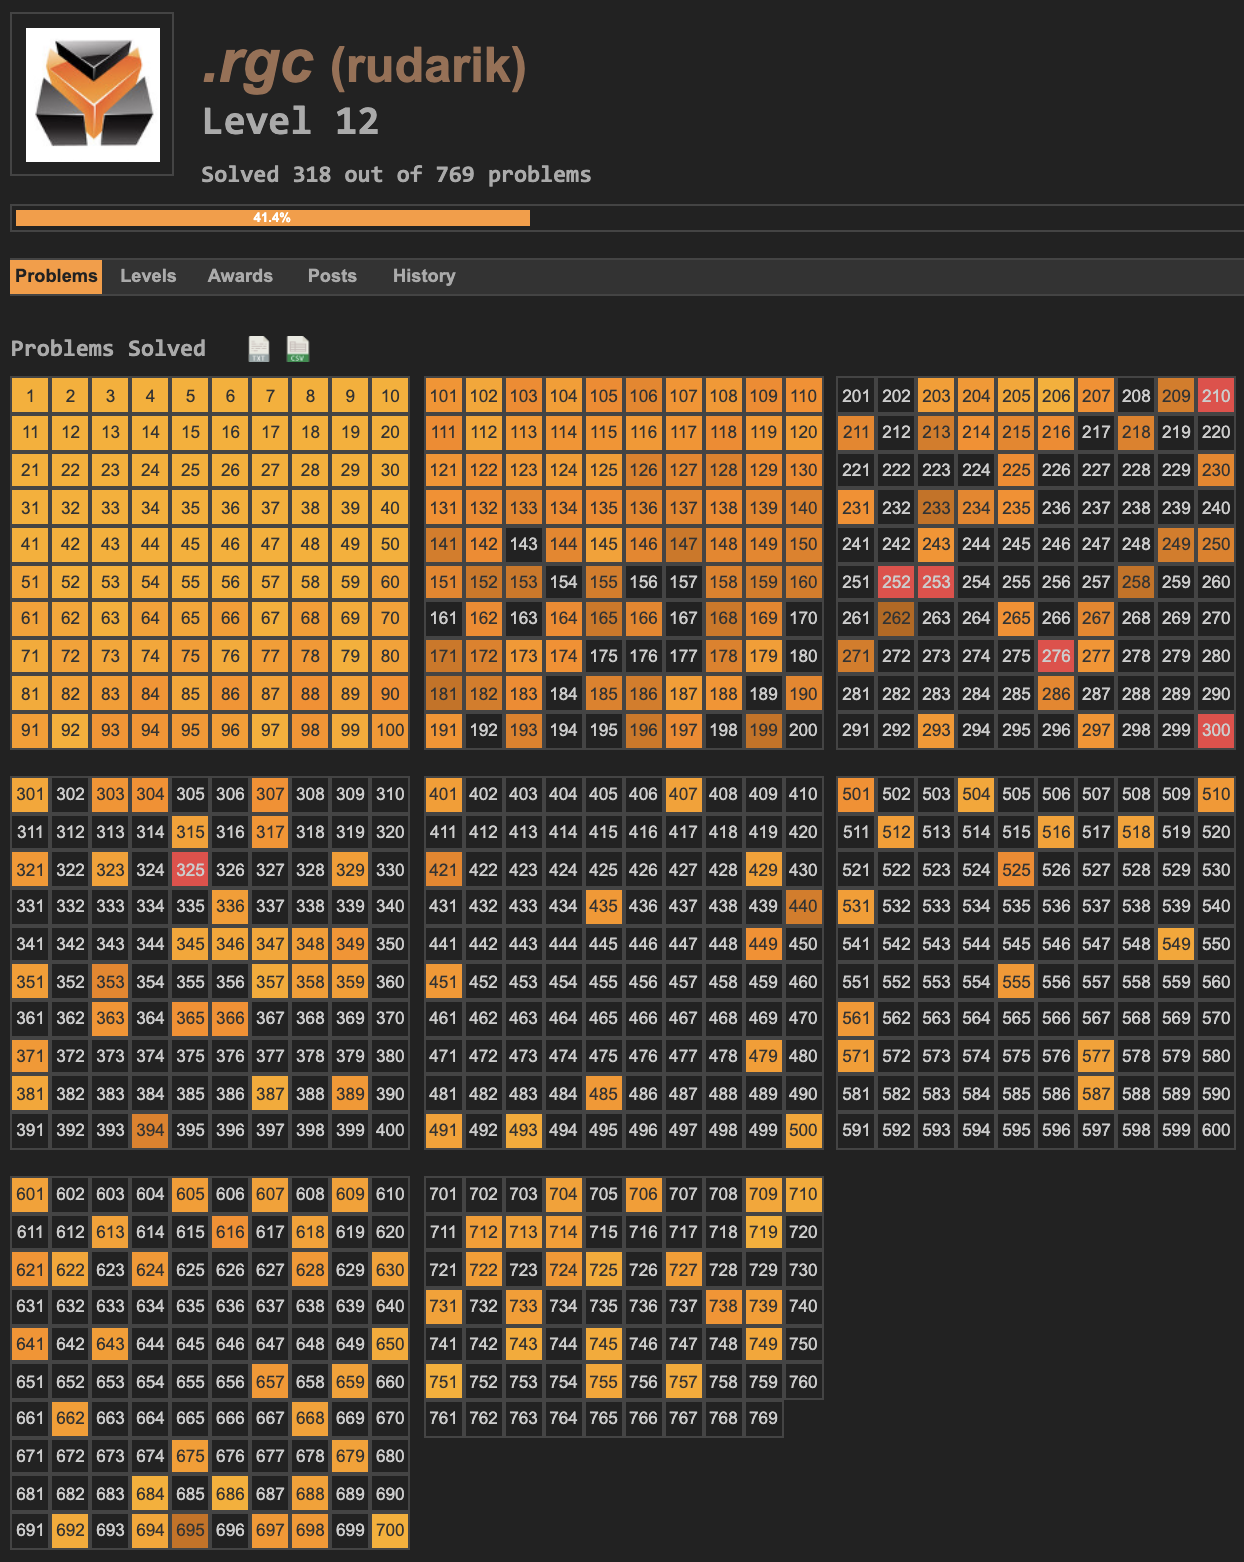 .rgc (rudarik)
Level 12
Solved 318 out of 769 problems
41.4%
Problems Levels Awards Posts History
Problems Solved TXT CSV
1 2 3 4 5 6 7 8 9 10
11 12 13 14 15 16 17 18 19 20
21 22 23 24 25 26 27 28 29 30
31 32 33 34 35 36 37 38 39 40
41 42 43 44 45 46 47 48 49 50
51 52 53 54 55 56 57 58 59 60
61 62 63 64 65 66 67 68 69 70
71 72 73 74 75 76 77 78 79 80
81 82 83 84 85 86 87 88 89 90
91 92 93 94 95 96 97 98 99 100
101 102 103 104 105 106 107 108 109 110
111 112 113 114 115 116 117 118 119 120
121 122 123 124 125 126 127 128 129 130
131 132 133 134 135 136 137 138 139 140
141 142 143 144 145 146 147 148 149 150
151 152 153 154 155 156 157 158 159 160
161 162 163 164 165 166 167 168 169 170
171 172 173 174 175 176 177 178 179 180
181 182 183 184 185 186 187 188 189 190
191 192 193 194 195 196 197 198 199 200
201 202 203 204 205 206 207 208 209 210
211 212 213 214 215 216 217 218 219 220
221 222 223 224 225 226 227 228 229 230
231 232 233 234 235 236 237 238 239 240
241 242 243 244 245 246 247 248 249 250
251 252 253 254 255 256 257 258 259 260
261 262 263 264 265 266 267 268 269 270
271 272 273 274 275 276 277 278 279 280
281 282 283 284 285 286 287 288 289 290
291 292 293 294 295 296 297 298 299 300
301 302 303 304 305 306 307 308 309 310
311 312 313 314 315 316 317 318 319 320
321 322 323 324 325 326 327 328 329 330
331 332 333 334 335 336 337 338 339 340
341 342 343 344 345 346 347 348 349 350
351 352 353 354 355 356 357 358 359 360
361 362 363 364 365 366 367 368 369 370
371 372 373 374 375 376 377 378 379 380
381 382 383 384 385 386 387 388 389 390
391 392 393 394 395 396 397 398 399 400
401 402 403 404 405 406 407 408 409 410
411 412 413 414 415 416 417 418 419 420
421 422 423 424 425 426 427 428 429 430
431 432 433 434 435 436 437 438 439 440
441 442 443 444 445 446 447 448 449 450
451 452 453 454 455 456 457 458 459 460
461 462 463 464 465 466 467 468 469 470
471 472 473 474 475 476 477 478 479 480
481 482 483 484 485 486 487 488 489 490
491 492 493 494 495 496 497 498 499 500
501 502 503 504 505 506 507 508 509 510
511 512 513 514 515 516 517 518 519 520
521 522 523 524 525 526 527 528 529 530
531 532 533 534 535 536 537 538 539 540
541 542 543 544 545 546 547 548 549 550
551 552 553 554 555 556 557 558 559 560
561 562 563 564 565 566 567 568 569 570
571 572 573 574 575 576 577 578 579 580
581 582 583 584 585 586 587 588 589 590
591 592 593 594 595 596 597 598 599 600
601 602 603 604 605 606 607 608 609 610
611 612 613 614 615 616 617 618 619 620
621 622 623 624 625 626 627 628 629 630
631 632 633 634 635 636 637 638 639 640
641 642 643 644 645 646 647 648 649 650
651 652 653 654 655 656 657 658 659 660
661 662 663 664 665 666 667 668 669 670
671 672 673 674 675 676 677 678 679 680
681 682 683 684 685 686 687 688 689 690
691 692 693 694 695 696 697 698 699 700
701 702 703 704 705 706 707 708 709 710
711 712 713 714 715 716 717 718 719 720
721 722 723 724 725 726 727 728 729 730
731 732 733 734 735 736 737 738 739 740
741 742 743 744 745 746 747 748 749 750
751 752 753 754 755 756 757 758 759 760
761 762 763 764 765 766 767 768 769